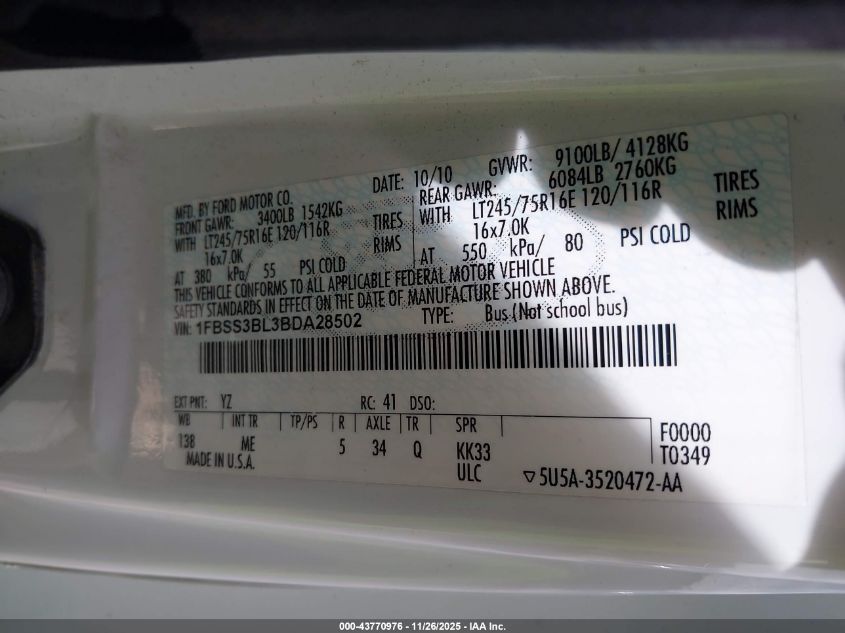 MFD. BY FORD MOTOR CO.
DATE: 10/10 GVWR: 9100LB/ 4128KG
FRONT GAWR: 3400LB 1542KG
REAR GAWR: 6084LB 2760KG
WITH LT245/75R16E 120/116R TIRES
WITH LT245/75R16E 120/116R TIRES
16x7.0K RIMS
16x7.0K RIMS
AT 380 kPa/ 55 PSI COLD
AT 550 kPa/ 80 PSI COLD
THIS VEHICLE CONFORMS TO ALL APPLICABLE FEDERAL MOTOR VEHICLE
SAFETY STANDARDS IN EFFECT ON THE DATE OF MANUFACTURE SHOWN ABOVE.
VIN: 1FBSS3BL3BDA28502
TYPE: Bus (Not school bus)
EXT PNT: YZ RC: 41 DSO:
WB INT TR TP/PS R AXLE TR SPR
138 ME 5 34 Q KK33
F0000
T0349
MADE IN U.S.A. ULC ▽5U5A-3520472-AA
000-43770976 - 11/26/2025 - IAA Inc.